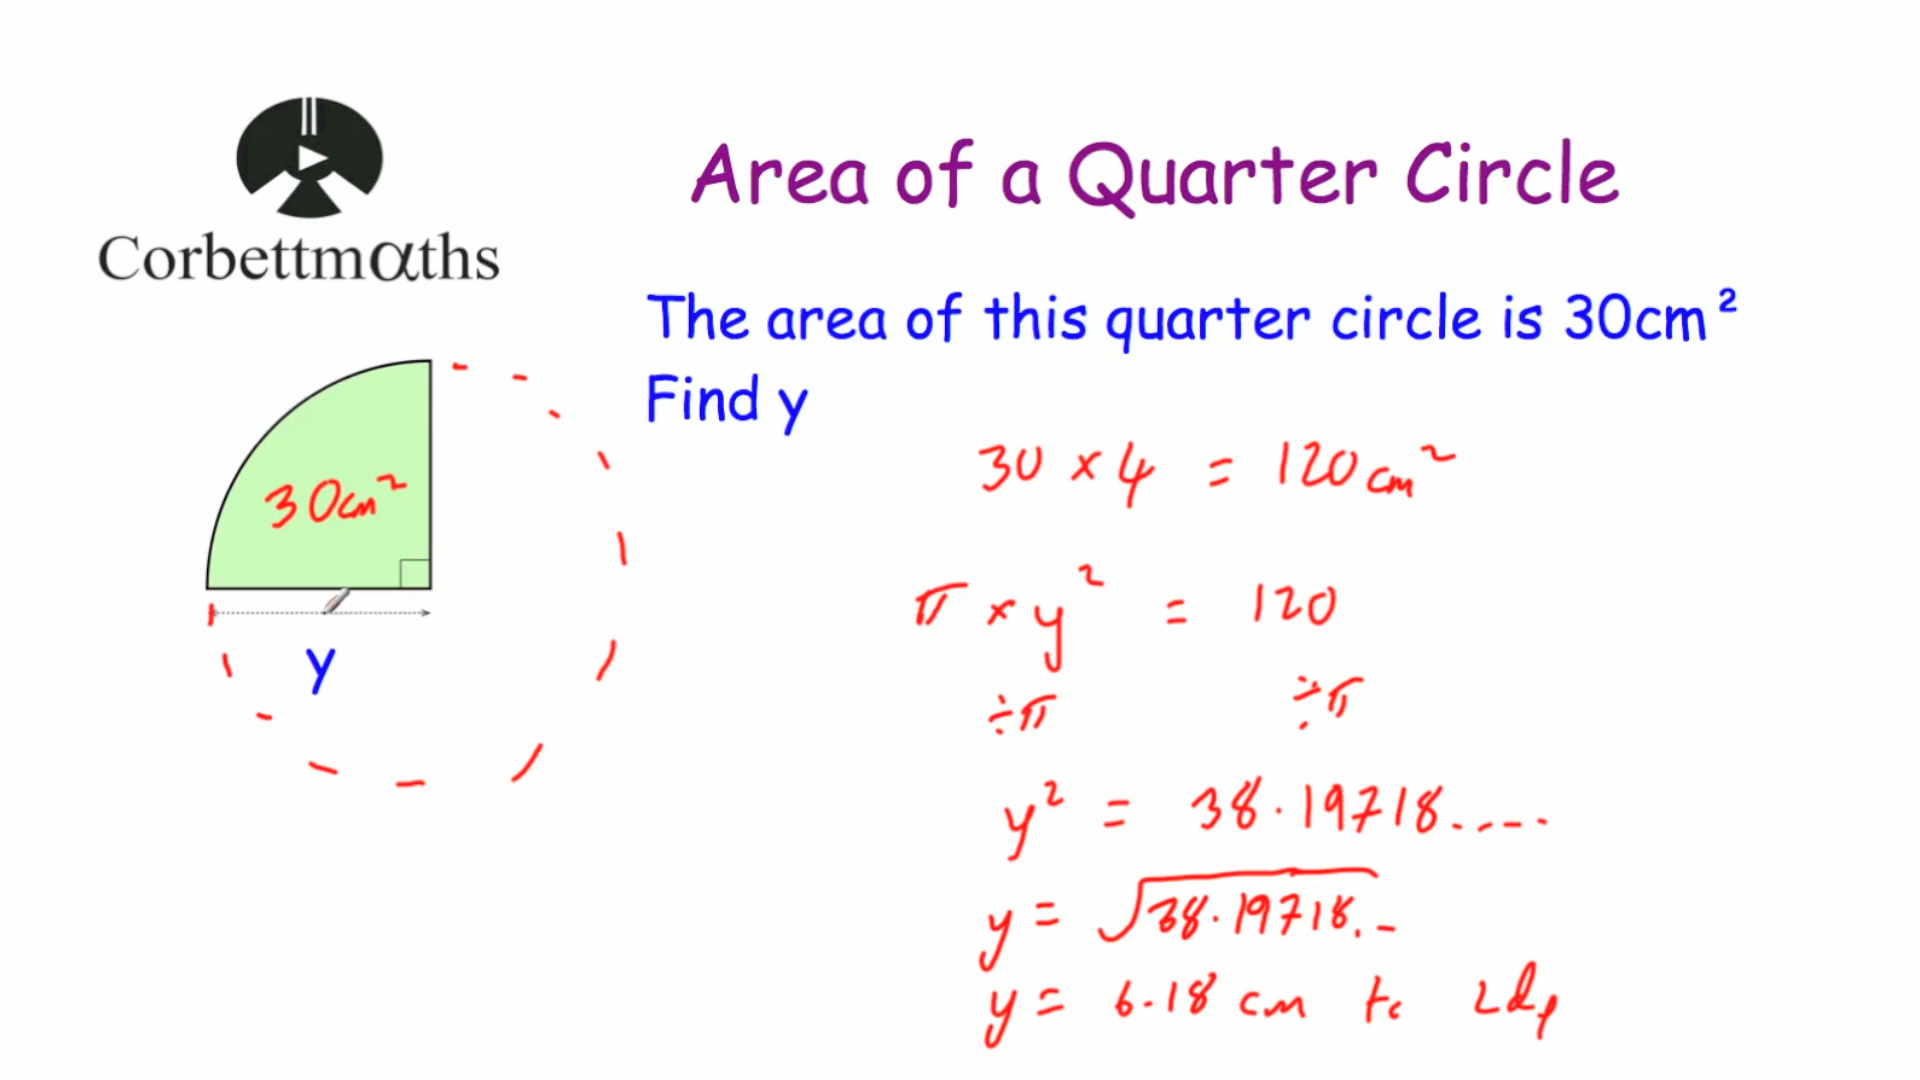 Corbettmαths
Area of a Quarter Circle
The area of this quarter circle is 30cm²
Find y
30cm²
y
30 × 4 = 120cm²
π × y² = 120
÷π ÷π
y² = 38.19718....
y = √38.19718..
y = 6.18 cm to 2dp